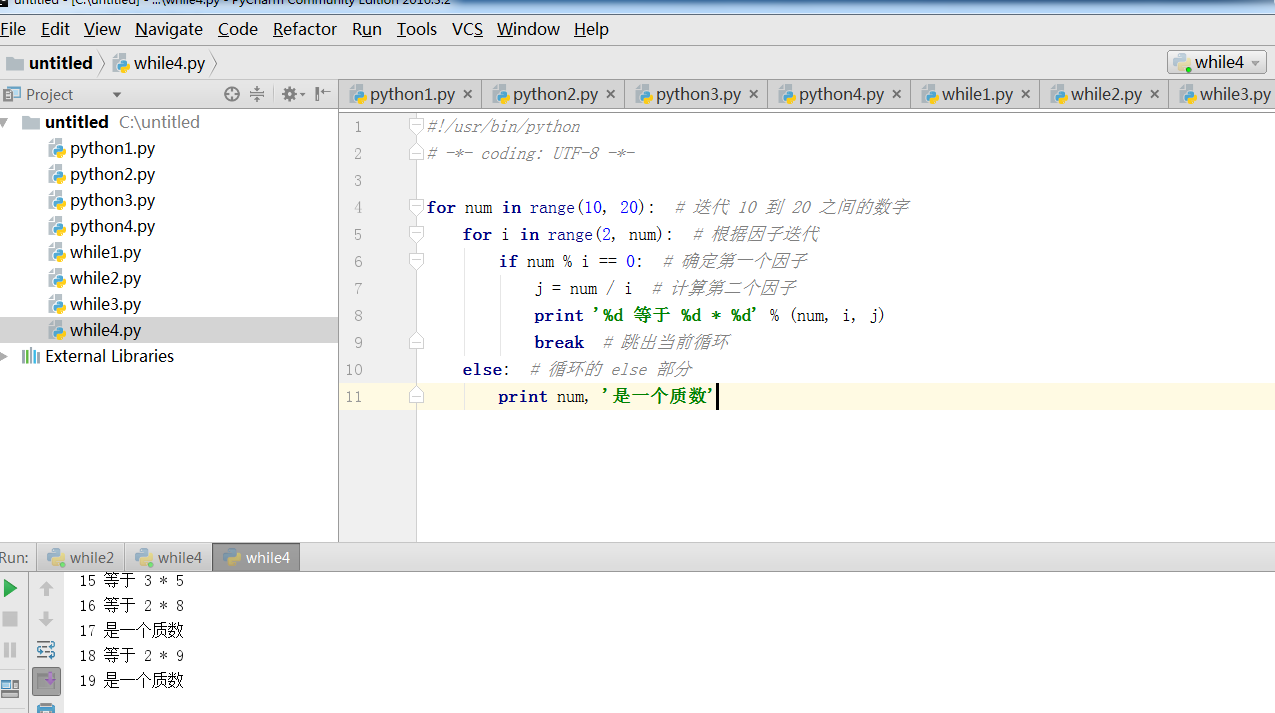 untitled - [C:\untitled] - ...\while4.py - PyCharm Community Edition 2016.3.2
File Edit View Navigate Code Refactor Run Tools VCS Window Help
untitled while4.py while4
Project
python1.py python2.py python3.py python4.py while1.py while2.py while3.py
untitled C:\untitled
python1.py
python2.py
python3.py
python4.py
while1.py
while2.py
while3.py
while4.py
External Libraries
1 #!/usr/bin/python
2 # -*- coding: UTF-8 -*-
3
4 for num in range(10, 20): # 迭代 10 到 20 之间的数字
5 for i in range(2, num): # 根据因子迭代
6 if num % i == 0: # 确定第一个因子
7 j = num / i # 计算第二个因子
8 print '%d 等于 %d * %d' % (num, i, j)
9 break # 跳出当前循环
10 else: # 循环的 else 部分
11 print num, '是一个质数'
Run: while2 while4 while4
15 等于 3 * 5
16 等于 2 * 8
17 是一个质数
18 等于 2 * 9
19 是一个质数